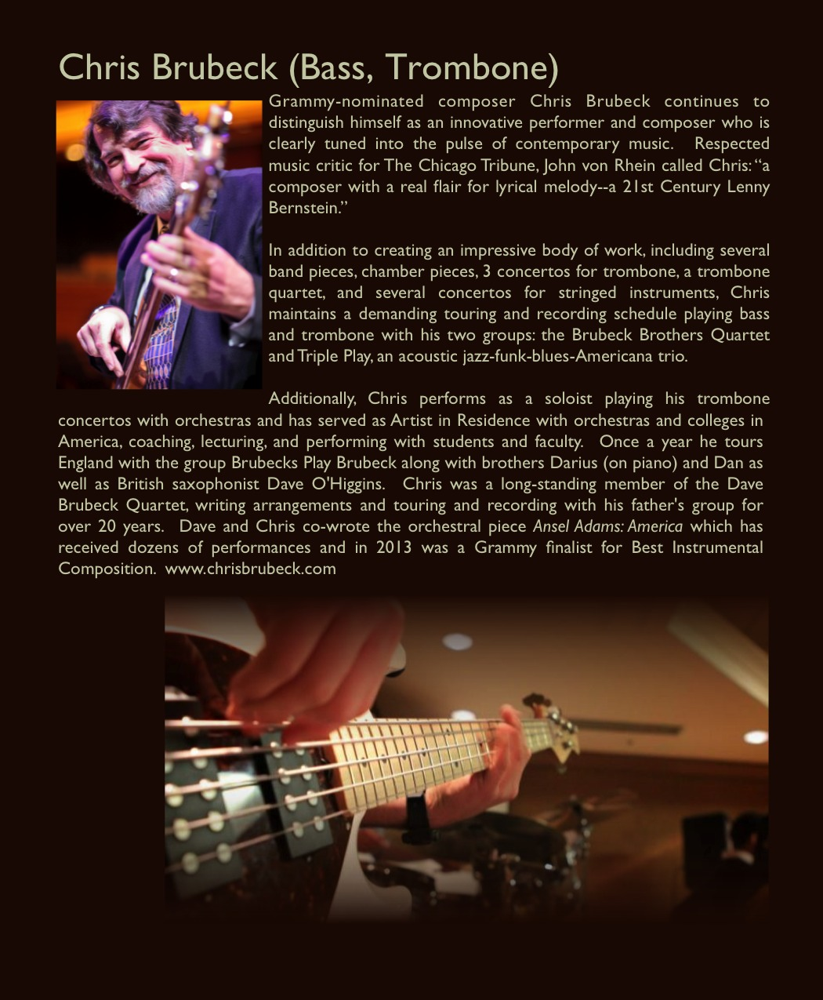 Chris Brubeck (Bass, Trombone)
Grammy-nominated composer Chris Brubeck continues to
distinguish himself as an innovative performer and composer who is
clearly tuned into the pulse of contemporary music. Respected
music critic for The Chicago Tribune, John von Rhein called Chris: “a
composer with a real flair for lyrical melody--a 21st Century Lenny
Bernstein.”
In addition to creating an impressive body of work, including several
band pieces, chamber pieces, 3 concertos for trombone, a trombone
quartet, and several concertos for stringed instruments, Chris
maintains a demanding touring and recording schedule playing bass
and trombone with his two groups: the Brubeck Brothers Quartet
and Triple Play, an acoustic jazz-funk-blues-Americana trio.
Additionally, Chris performs as a soloist playing his trombone
concertos with orchestras and has served as Artist in Residence with orchestras and colleges in
America, coaching, lecturing, and performing with students and faculty. Once a year he tours
England with the group Brubecks Play Brubeck along with brothers Darius (on piano) and Dan as
well as British saxophonist Dave O'Higgins. Chris was a long-standing member of the Dave
Brubeck Quartet, writing arrangements and touring and recording with his father's group for
over 20 years. Dave and Chris co-wrote the orchestral piece Ansel Adams: America which has
received dozens of performances and in 2013 was a Grammy finalist for Best Instrumental
Composition. www.chrisbrubeck.com